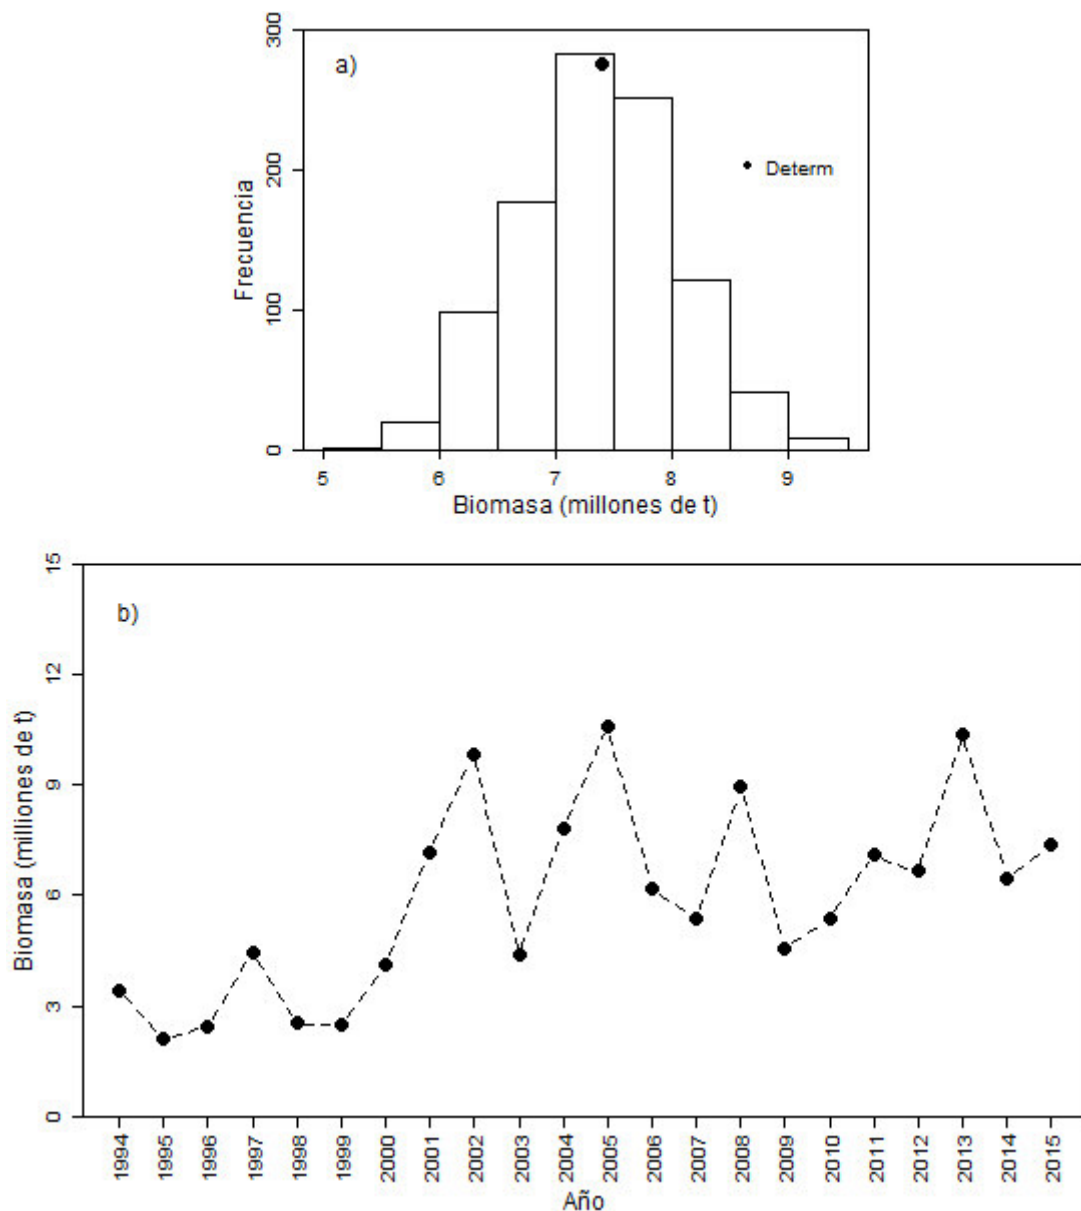 a)
300
200
100
0
Frecuencia
Determ
5 6 7 8 9
Biomasa (millones de t)
b)
15
12
9
6
3
0
Biomasa (milliones de t)
1994 1995 1996 1997 1998 1999 2000 2001 2002 2003 2004 2005 2006 2007 2008 2009 2010 2011 2012 2013 2014 2015
Año